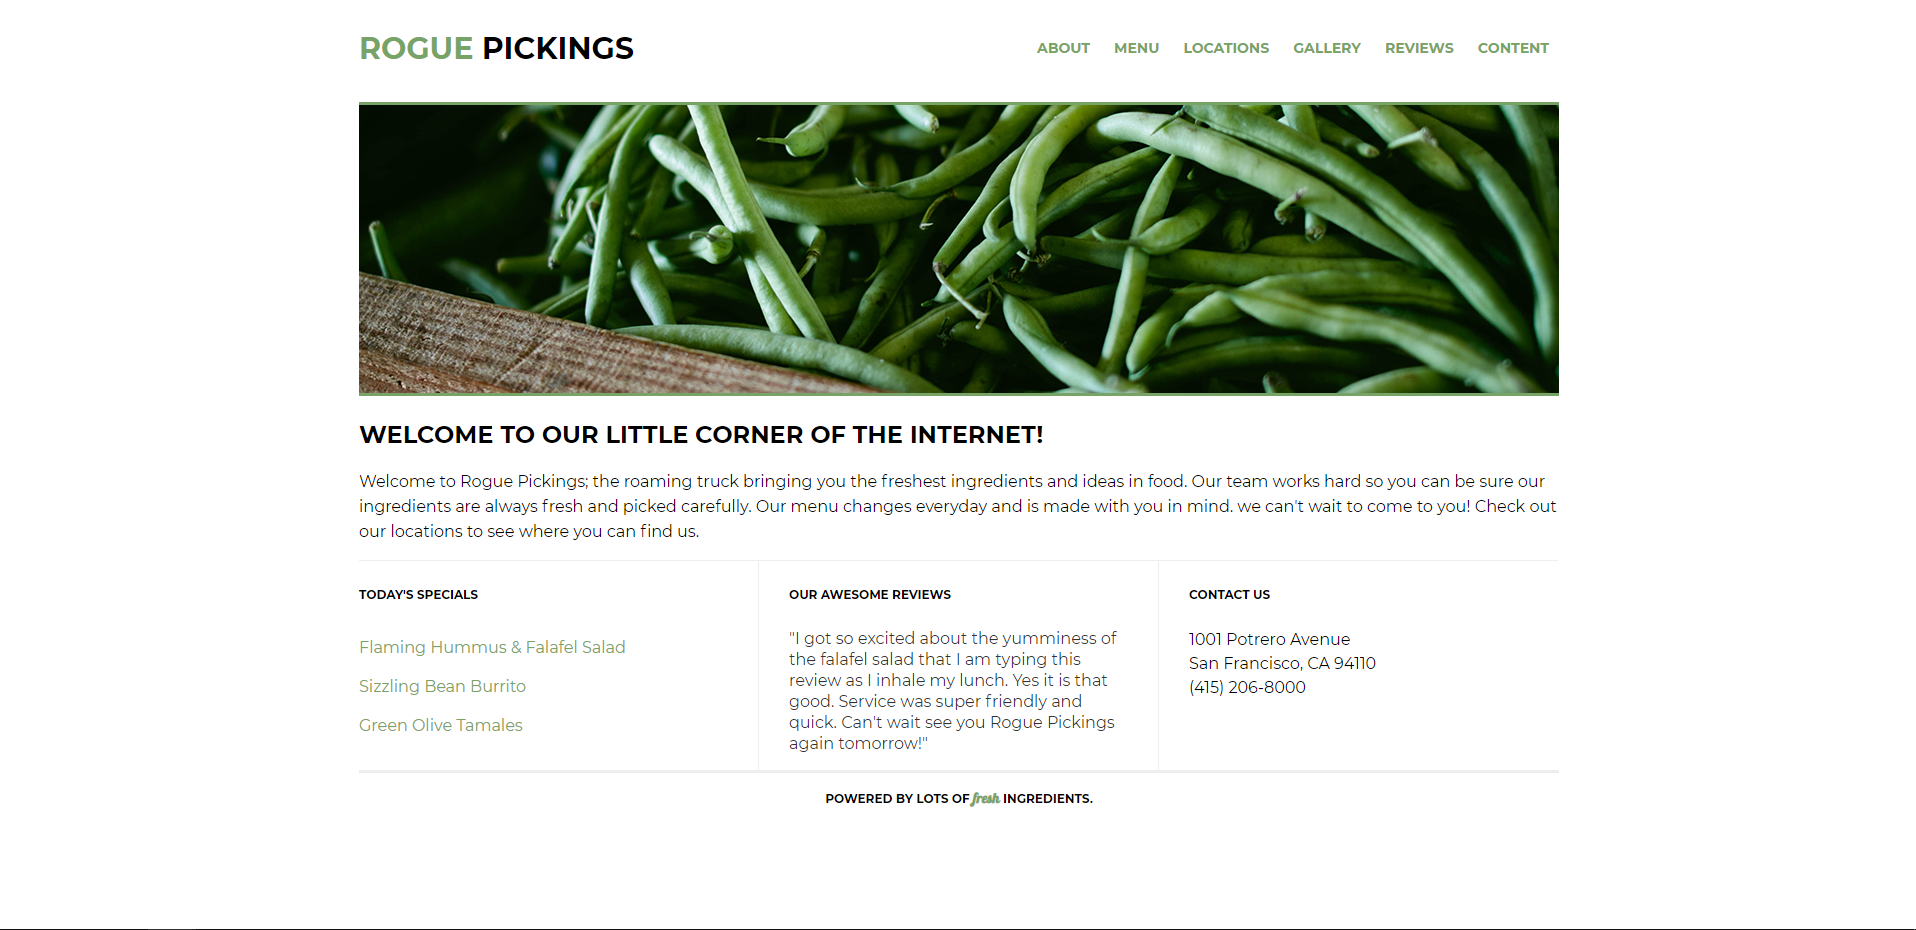 ROGUE PICKINGS
ABOUT MENU LOCATIONS GALLERY REVIEWS CONTENT
WELCOME TO OUR LITTLE CORNER OF THE INTERNET!
Welcome to Rogue Pickings; the roaming truck bringing you the freshest ingredients and ideas in food. Our team works hard so you can be sure our
ingredients are always fresh and picked carefully. Our menu changes everyday and is made with you in mind. we can't wait to come to you! Check out
our locations to see where you can find us.
TODAY'S SPECIALS
Flaming Hummus & Falafel Salad
Sizzling Bean Burrito
Green Olive Tamales
OUR AWESOME REVIEWS
"I got so excited about the yumminess of
the falafel salad that I am typing this
review as I inhale my lunch. Yes it is that
good. Service was super friendly and
quick. Can't wait see you Rogue Pickings
again tomorrow!"
CONTACT US
1001 Potrero Avenue
San Francisco, CA 94110
(415) 206-8000
POWERED BY LOTS OF fresh INGREDIENTS.